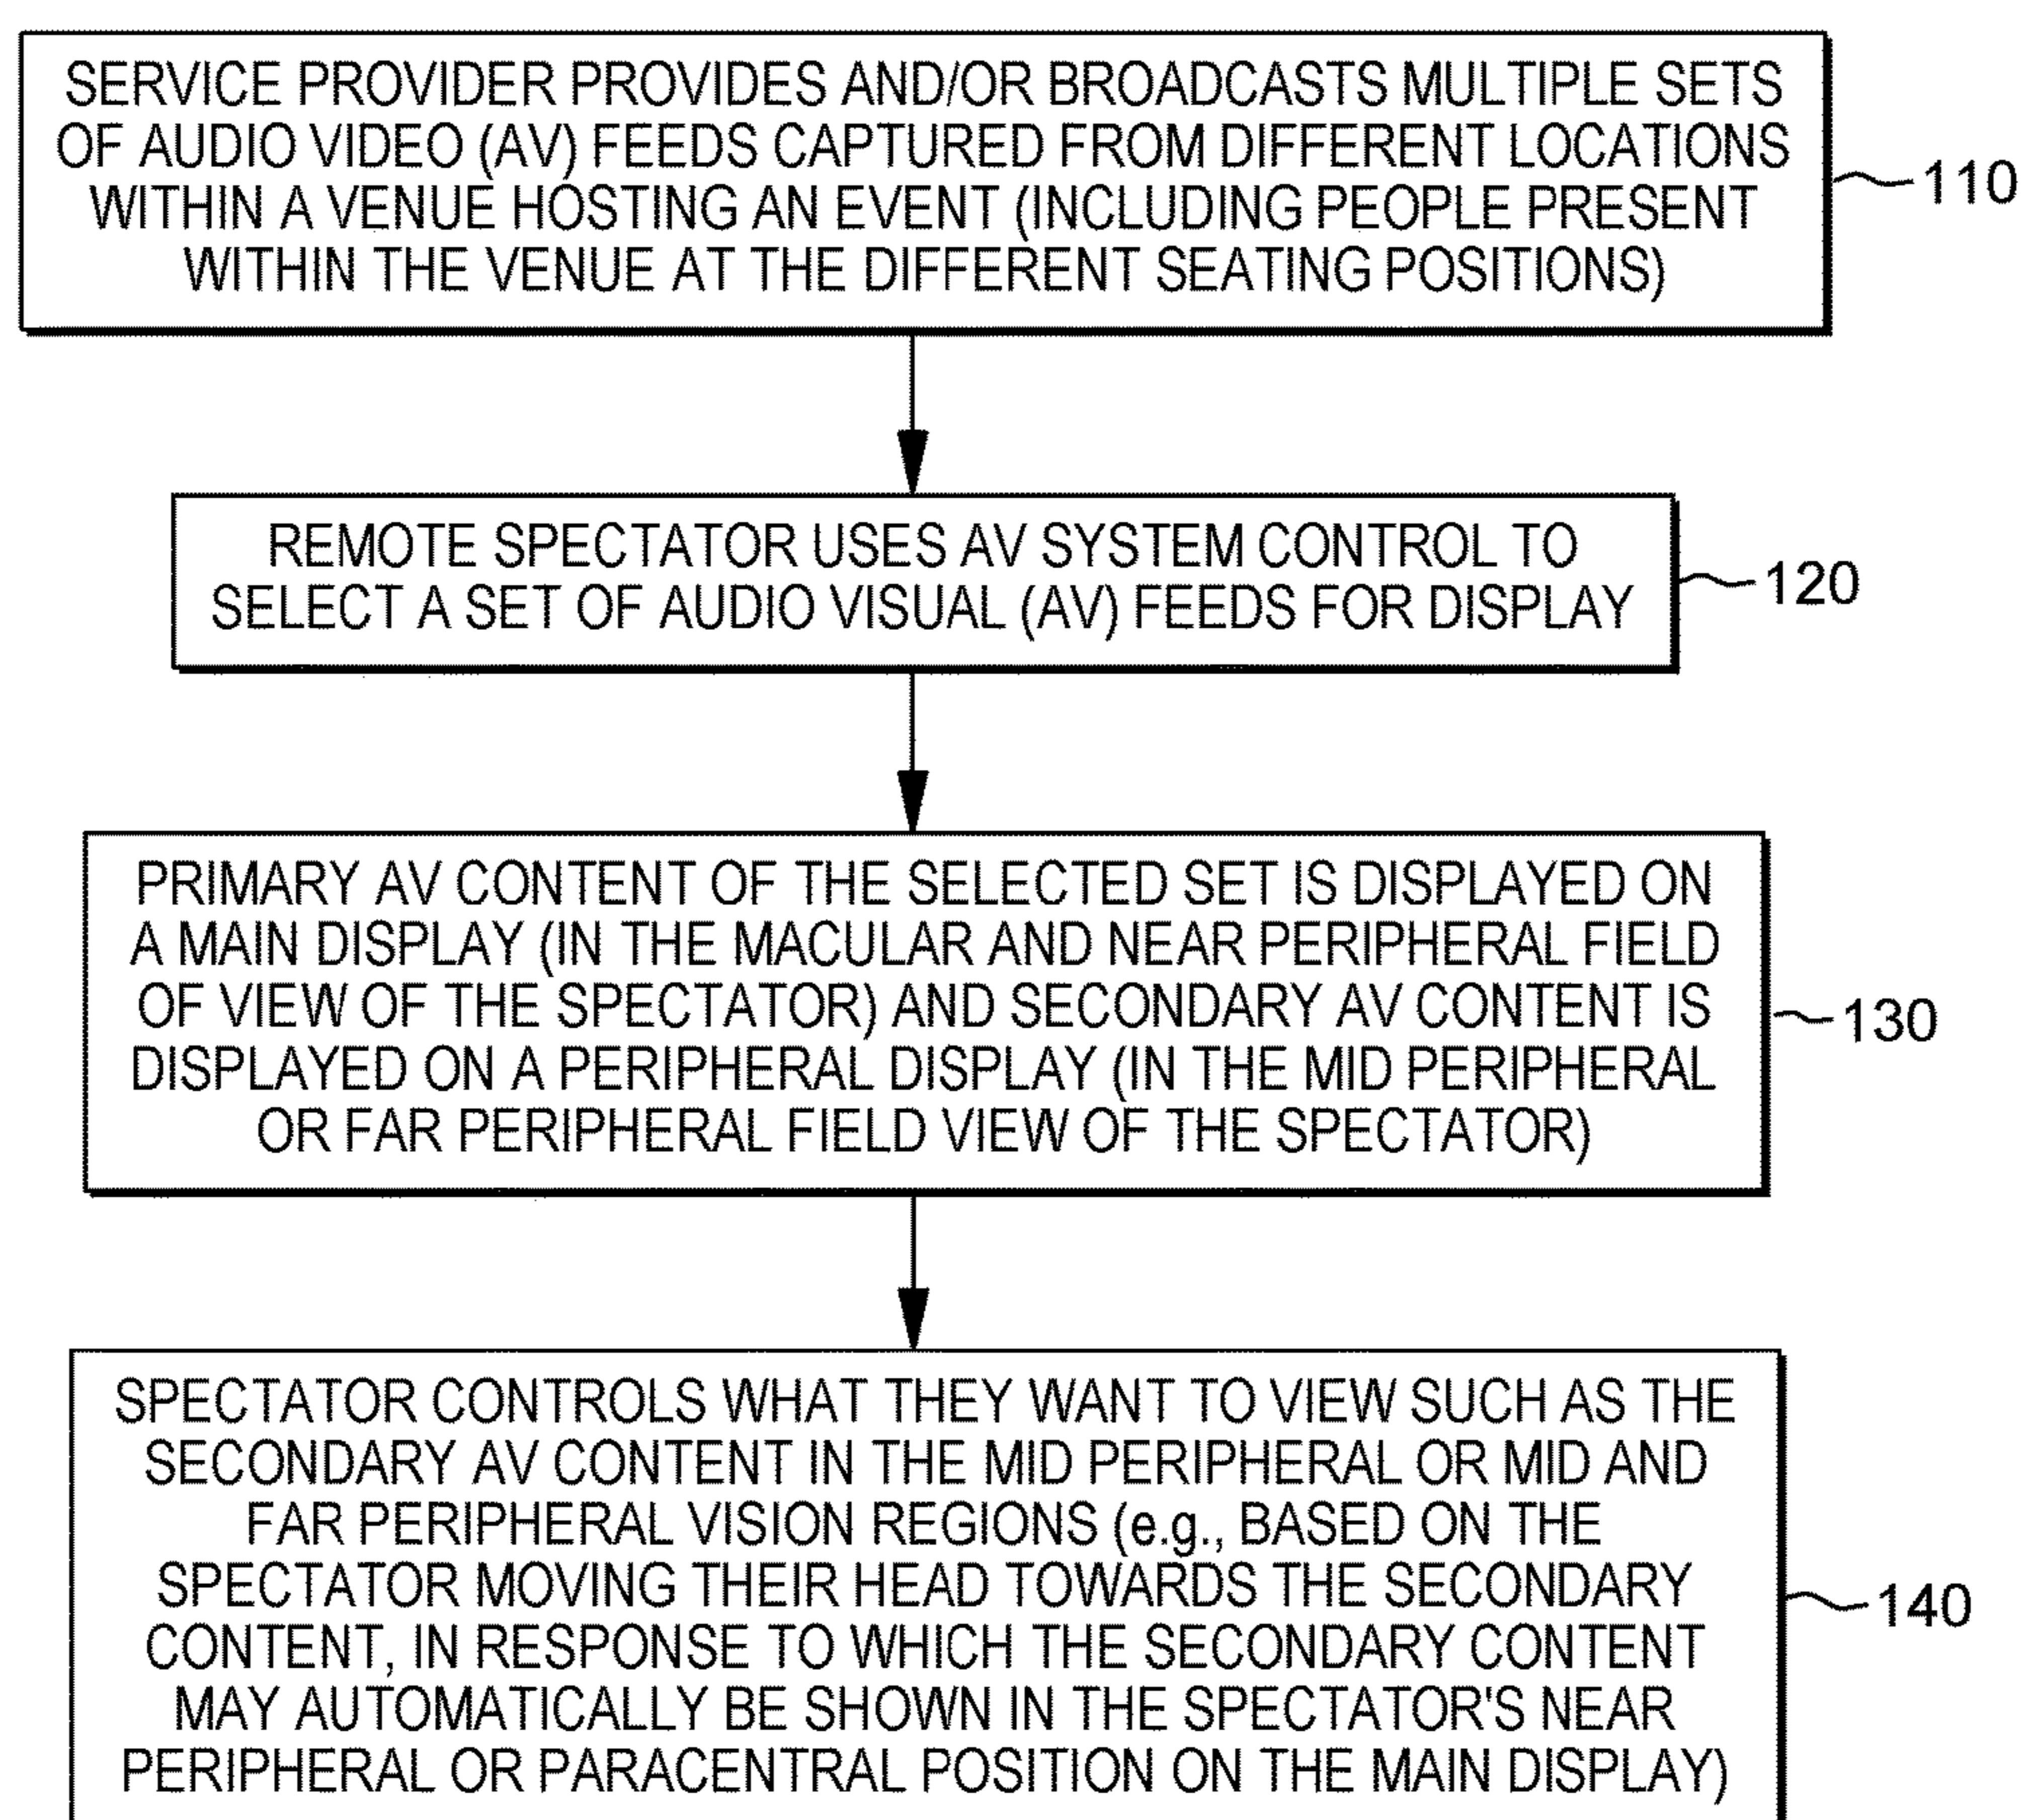 SERVICE PROVIDER PROVIDES AND/OR BROADCASTS MULTIPLE SETS
OF AUDIO VIDEO (AV) FEEDS CAPTURED FROM DIFFERENT LOCATIONS
WITHIN A VENUE HOSTING AN EVENT (INCLUDING PEOPLE PRESENT
WITHIN THE VENUE AT THE DIFFERENT SEATING POSITIONS)
110
REMOTE SPECTATOR USES AV SYSTEM CONTROL TO
SELECT A SET OF AUDIO VISUAL (AV) FEEDS FOR DISPLAY
120
PRIMARY AV CONTENT OF THE SELECTED SET IS DISPLAYED ON
A MAIN DISPLAY (IN THE MACULAR AND NEAR PERIPHERAL FIELD
OF VIEW OF THE SPECTATOR) AND SECONDARY AV CONTENT IS
DISPLAYED ON A PERIPHERAL DISPLAY (IN THE MID PERIPHERAL
OR FAR PERIPHERAL FIELD VIEW OF THE SPECTATOR)
130
SPECTATOR CONTROLS WHAT THEY WANT TO VIEW SUCH AS THE
SECONDARY AV CONTENT IN THE MID PERIPHERAL OR MID AND
FAR PERIPHERAL VISION REGIONS (e.g., BASED ON THE
SPECTATOR MOVING THEIR HEAD TOWARDS THE SECONDARY
CONTENT, IN RESPONSE TO WHICH THE SECONDARY CONTENT
MAY AUTOMATICALLY BE SHOWN IN THE SPECTATOR'S NEAR
PERIPHERAL OR PARACENTRAL POSITION ON THE MAIN DISPLAY)
140